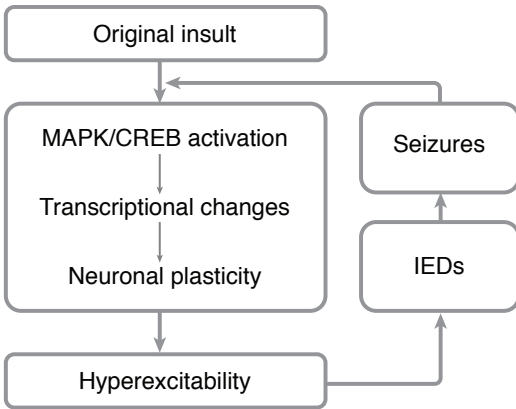 Original insult
MAPK/CREB activation
Transcriptional changes
Neuronal plasticity
Hyperexcitability
Seizures
IEDs